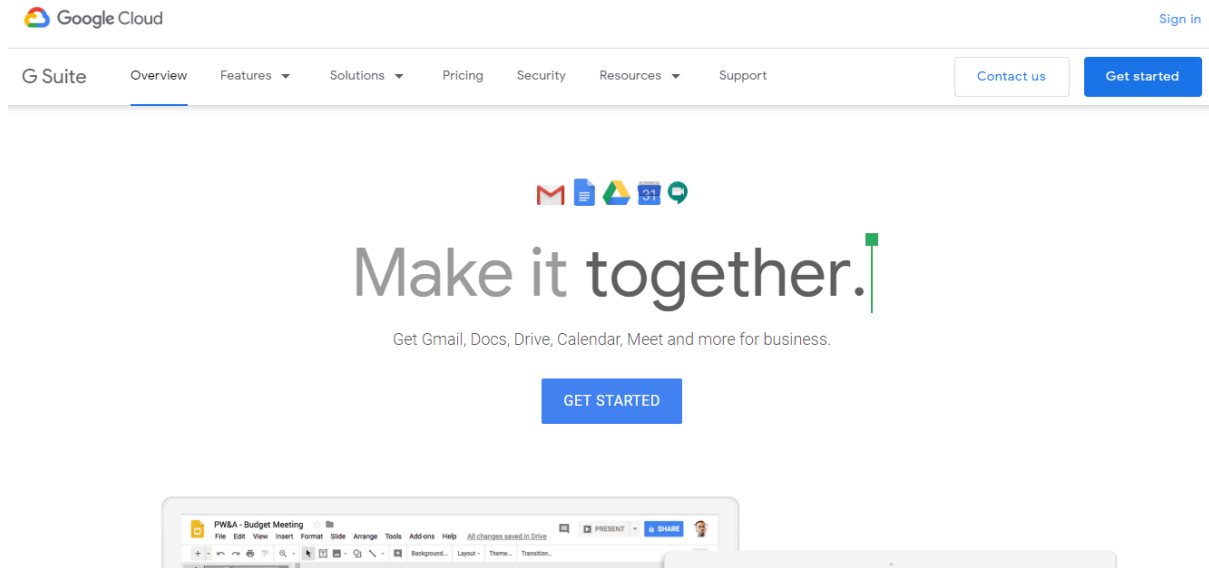 Google Cloud
Sign in
G Suite Overview Features Solutions Pricing Security Resources Support Contact us Get started
31
Make it together.
Get Gmail, Docs, Drive, Calendar, Meet and more for business.
GET STARTED
PW&A - Budget Meeting
File Edit View Insert Format Slide Arrange Tools Add-ons Help All changes saved in Drive
PRESENT SHARE
Background... Layout Theme... Transition..